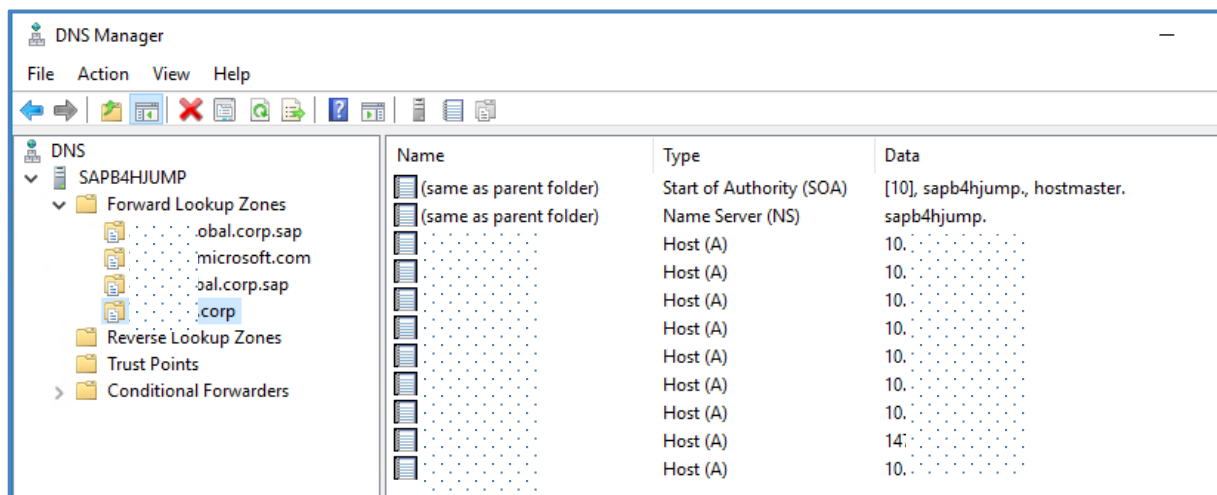 DNS Manager
File Action View Help
DNS
SAPB4HJUMP
Forward Lookup Zones
.obal.corp.sap
microsoft.com
bal.corp.sap
.corp
Reverse Lookup Zones
Trust Points
Conditional Forwarders
Name Type Data
(same as parent folder) Start of Authority (SOA) [10], sapb4hjump., hostmaster.
(same as parent folder) Name Server (NS) sapb4hjump.
Host (A) 10.
Host (A) 10.
Host (A) 10.
Host (A) 10.
Host (A) 10.
Host (A) 10.
Host (A) 10.
Host (A) 147
Host (A) 10.